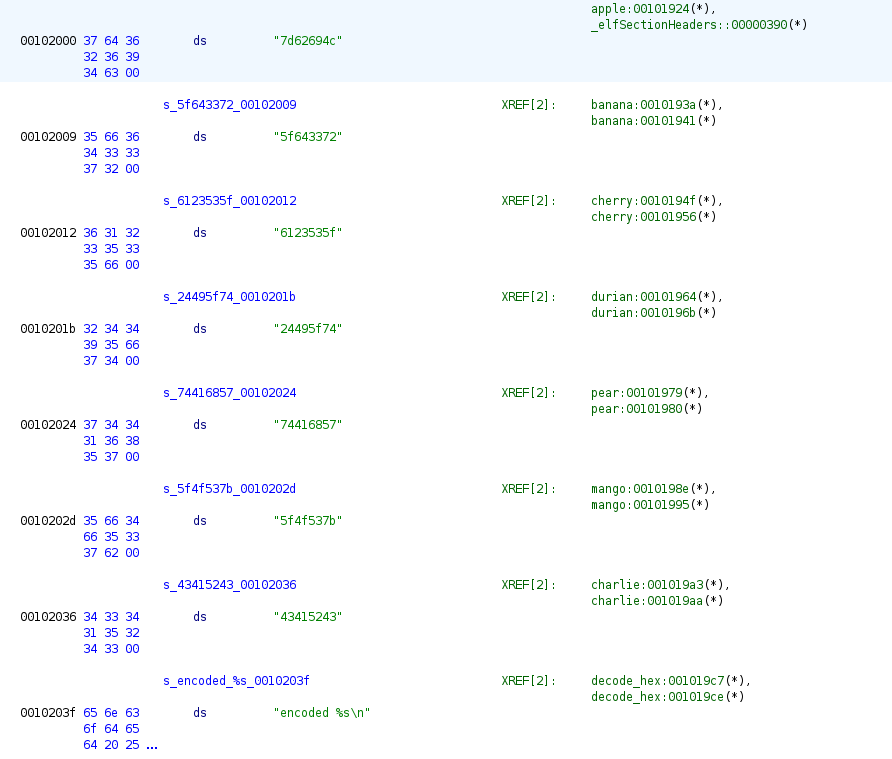 apple:00101924(*),
_elfSectionHeaders::00000390(*)
00102000 37 64 36 ds "7d62694c"
32 36 39
34 63 00
s_5f643372_00102009 XREF[2]: banana:0010193a(*),
banana:00101941(*)
00102009 35 66 36 ds "5f643372"
34 33 33
37 32 00
s_6123535f_00102012 XREF[2]: cherry:0010194f(*),
cherry:00101956(*)
00102012 36 31 32 ds "6123535f"
33 35 33
35 66 00
s_24495f74_0010201b XREF[2]: durian:00101964(*),
durian:0010196b(*)
0010201b 32 34 34 ds "24495f74"
39 35 66
37 34 00
s_74416857_00102024 XREF[2]: pear:00101979(*),
pear:00101980(*)
00102024 37 34 34 ds "74416857"
31 36 38
35 37 00
s_5f4f537b_0010202d XREF[2]: mango:0010198e(*),
mango:00101995(*)
0010202d 35 66 34 ds "5f4f537b"
66 35 33
37 62 00
s_43415243_00102036 XREF[2]: charlie:001019a3(*),
charlie:001019aa(*)
00102036 34 33 34 ds "43415243"
31 35 32
34 33 00
s_encoded_%s_0010203f XREF[2]: decode_hex:001019c7(*),
decode_hex:001019ce(*)
0010203f 65 6e 63 ds "encoded %s\n"
6f 64 65
64 20 25 ...